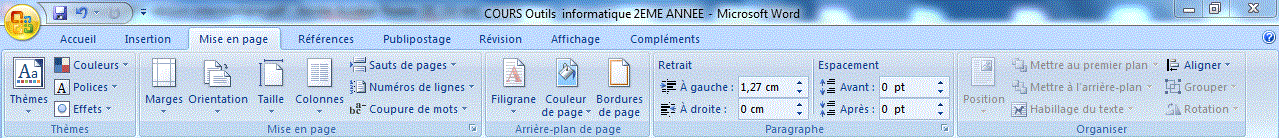 COURS Outils informatique 2EME ANNEE - Microsoft Word
Accueil Insertion Mise en page Références Publipostage Révision Affichage Compléments
Thèmes
Couleurs
Polices
Effets
Thèmes
Marges
Orientation
Taille
Colonnes
Sauts de pages
Numéros de lignes
Coupure de mots
Mise en page
Filigrane
Couleur
de page
Bordures
de page
Arrière-plan de page
Retrait
À gauche : 1,27 cm
À droite : 0 cm
Espacement
Avant : 0 pt
Après : 0 pt
Paragraphe
Position
Mettre au premier plan
Mettre à l'arrière-plan
Habillage du texte
Aligner
Grouper
Rotation
Organiser